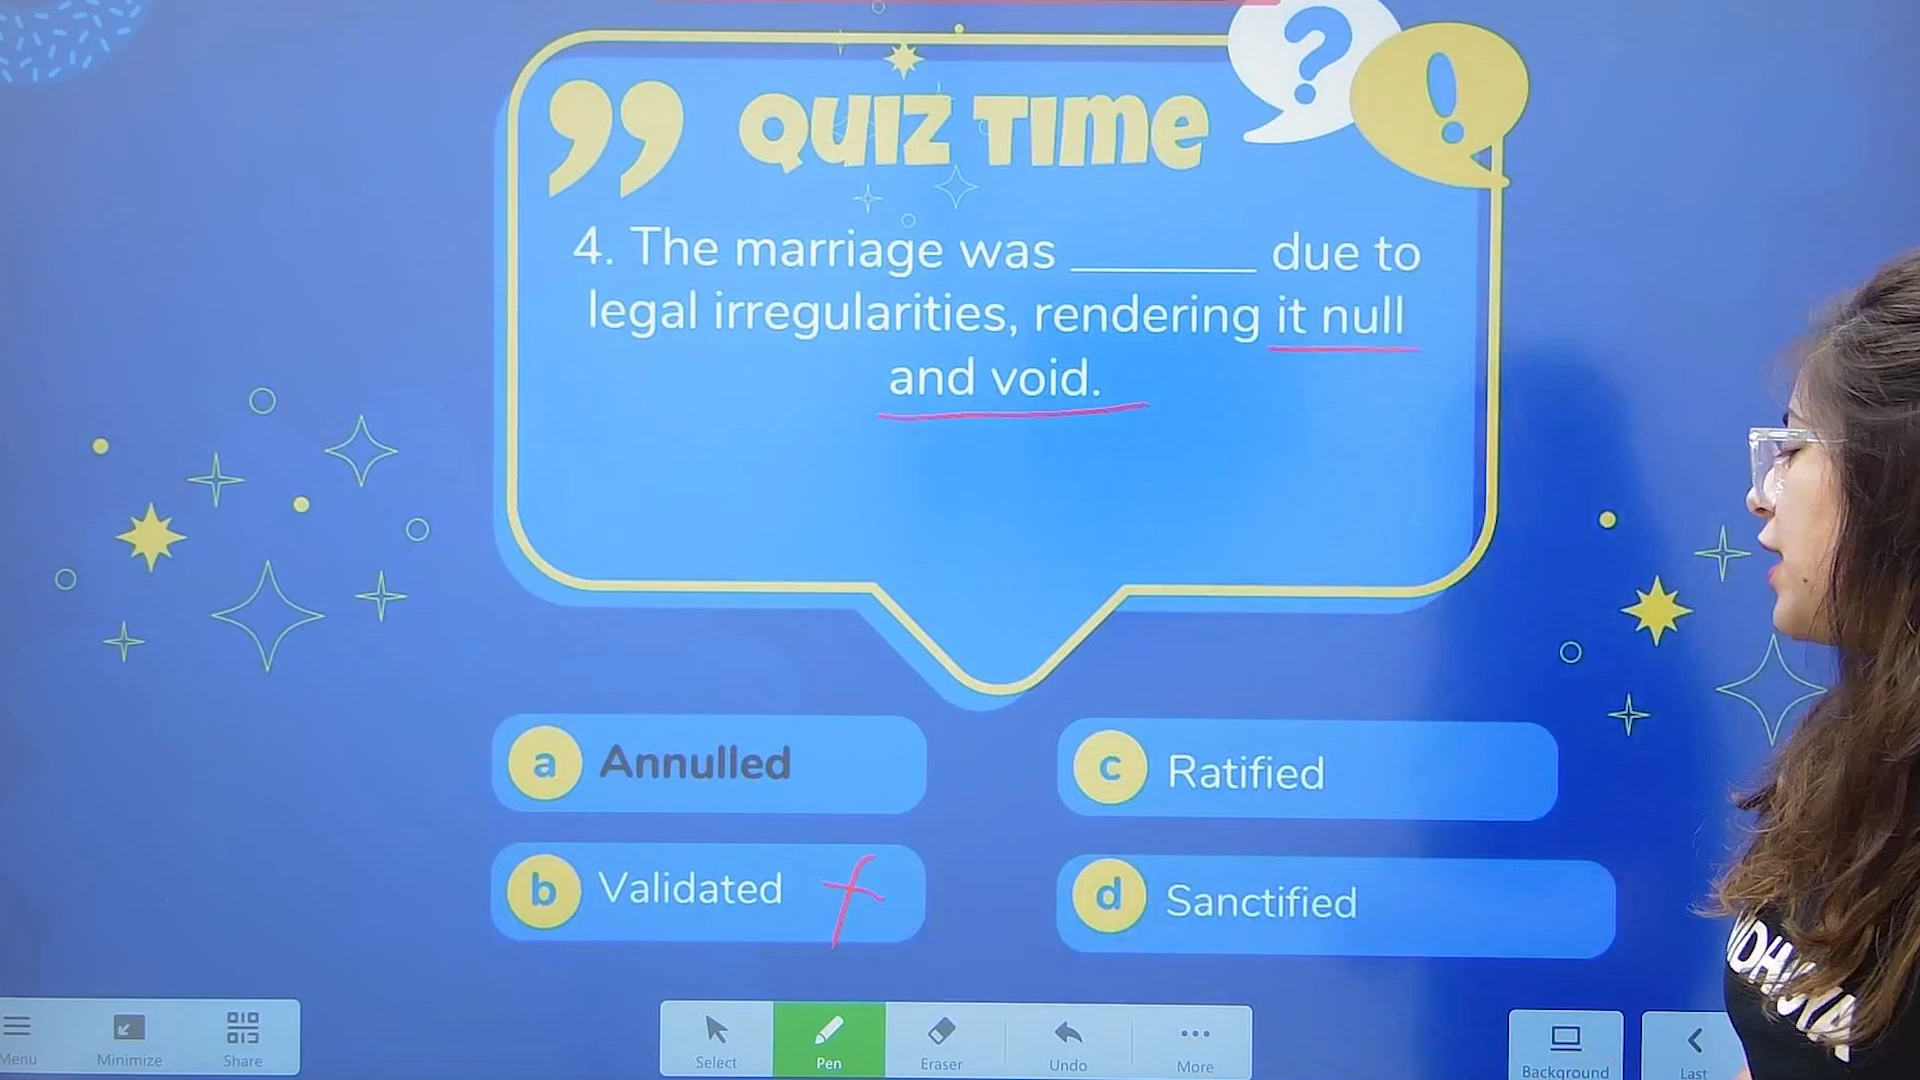 QUIZ TIME
4. The marriage was _______ due to
legal irregularities, rendering it null
and void.
a Annulled
b Validated
c Ratified
d Sanctified
Menu
Minimize
Share
Select
Pen
Eraser
Undo
More
Background
Last